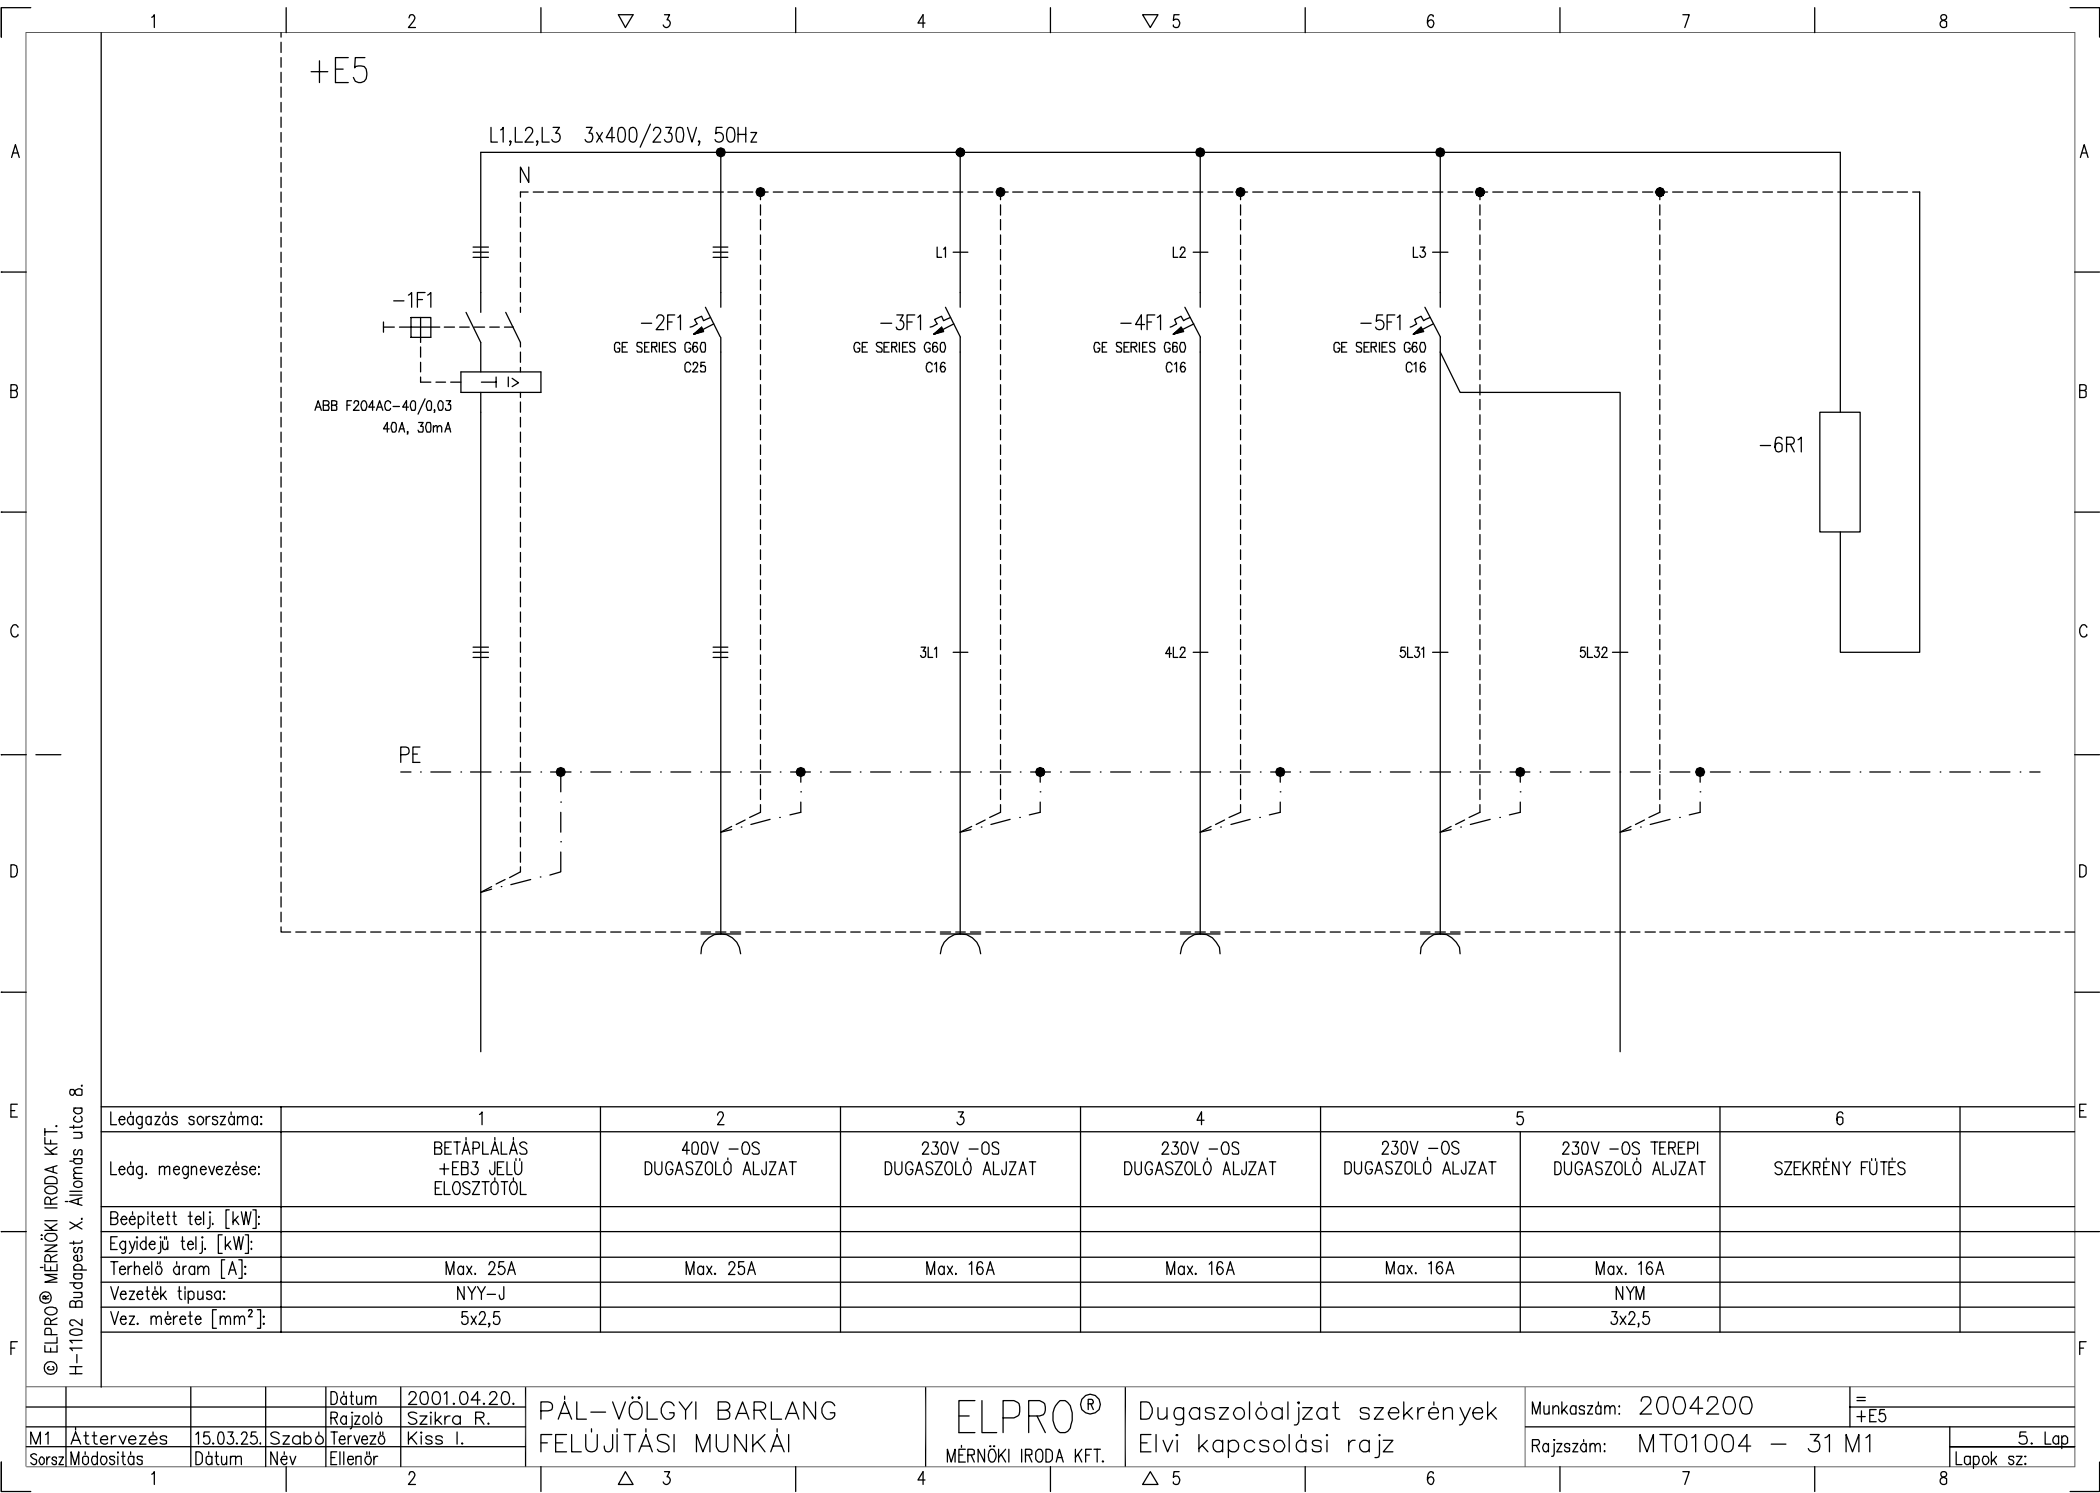 1 2 3 4 5 6 7 8
+E5
L1,L2,L3 3x400/230V, 50Hz
A A
N
L1 L2 L3
-1F1
-2F1 -3F1 -4F1 -5F1
GE SERIES G60 GE SERIES G60 GE SERIES G60 GE SERIES G60
C25 C16 C16 C16
I>
B B
ABB F204AC-40/0,03
40A, 30mA
-6R1
C C
3L1 4L2 5L31 5L32
PE
D D
E E
Leágazás sorszáma: 1 2 3 4 5 6
Leág. megnevezése:
BETÁPLÁLÁS
+EB3 JELŰ
ELOSZTÓTÓL
400V -OS
DUGASZOLÓ ALJZAT
230V -OS
DUGASZOLÓ ALJZAT
230V -OS
DUGASZOLÓ ALJZAT
230V -OS
DUGASZOLÓ ALJZAT
230V -OS TEREPI
DUGASZOLÓ ALJZAT
SZEKRÉNY FŰTÉS
Beépített telj. [kW]:
Egyidejű telj. [kW]:
Terhelő áram [A]: Max. 25A Max. 25A Max. 16A Max. 16A Max. 16A Max. 16A
Vezeték típusa: NYY-J NYM
Vez. mérete [mm²]: 5x2,5 3x2,5
F F
© ELPRO® MÉRNÖKI IRODA KFT.
H-1102 Budapest X. Állomás utca 8.
Dátum 2001.04.20.
Rajzoló Szikra R.
M1 Áttervezés 15.03.25. Szabó Tervező Kiss I.
Sorsz Módosítás Dátum Név Ellenőr
PÁL-VÖLGYI BARLANG
FELÚJÍTÁSI MUNKÁI
ELPRO®
MÉRNÖKI IRODA KFT.
Dugaszolóaljzat szekrények
Elvi kapcsolási rajz
Munkaszám: 2004200
Rajzszám: MT01004 - 31 M1
=
+E5
5. Lap
Lapok sz:
1 2 3 4 5 6 7 8